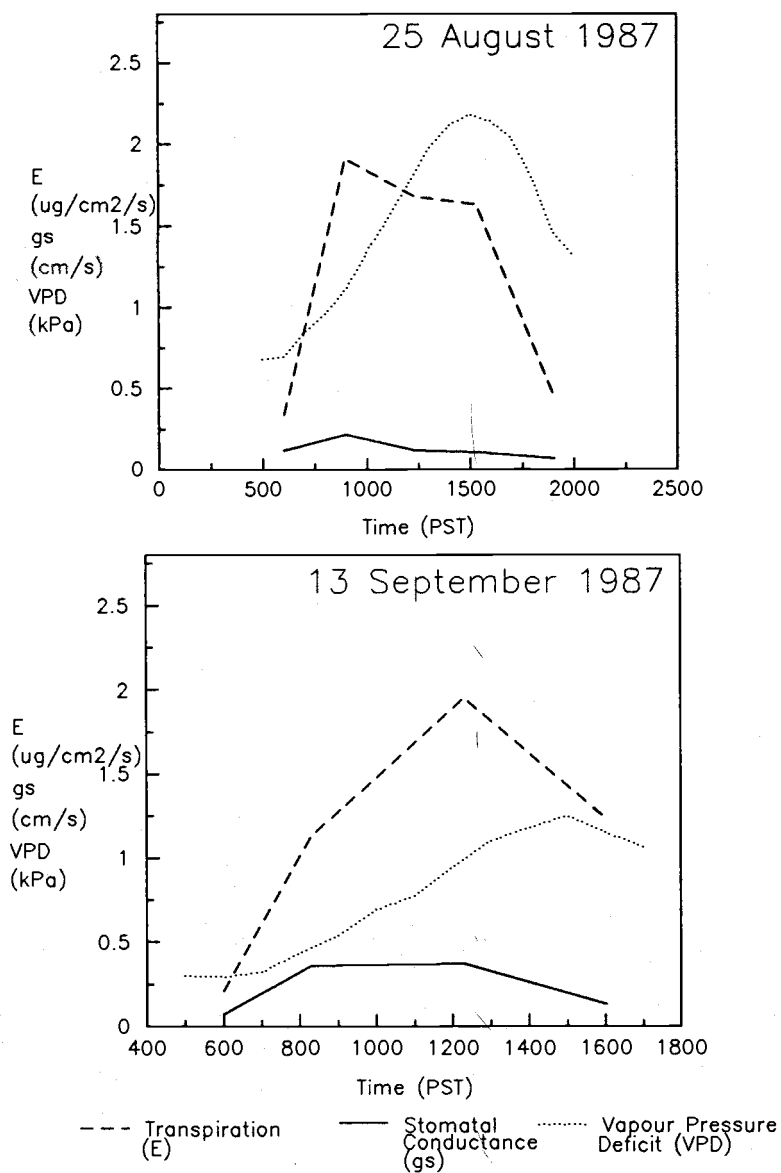 25 August 1987
2.5
2
1.5
1
0.5
0
E
(ug/cm2/s)
gs
(cm/s)
VPD
(kPa)
0 500 1000 1500 2000 2500
Time (PST)
13 September 1987
2.5
2
1.5
1
0.5
0
E
(ug/cm2/s)
gs
(cm/s)
VPD
(kPa)
400 600 800 1000 1200 1400 1600 1800
Time (PST)
Transpiration
(E)
Stomatal
Conductance
(gs)
Vapour Pressure
Deficit (VPD)